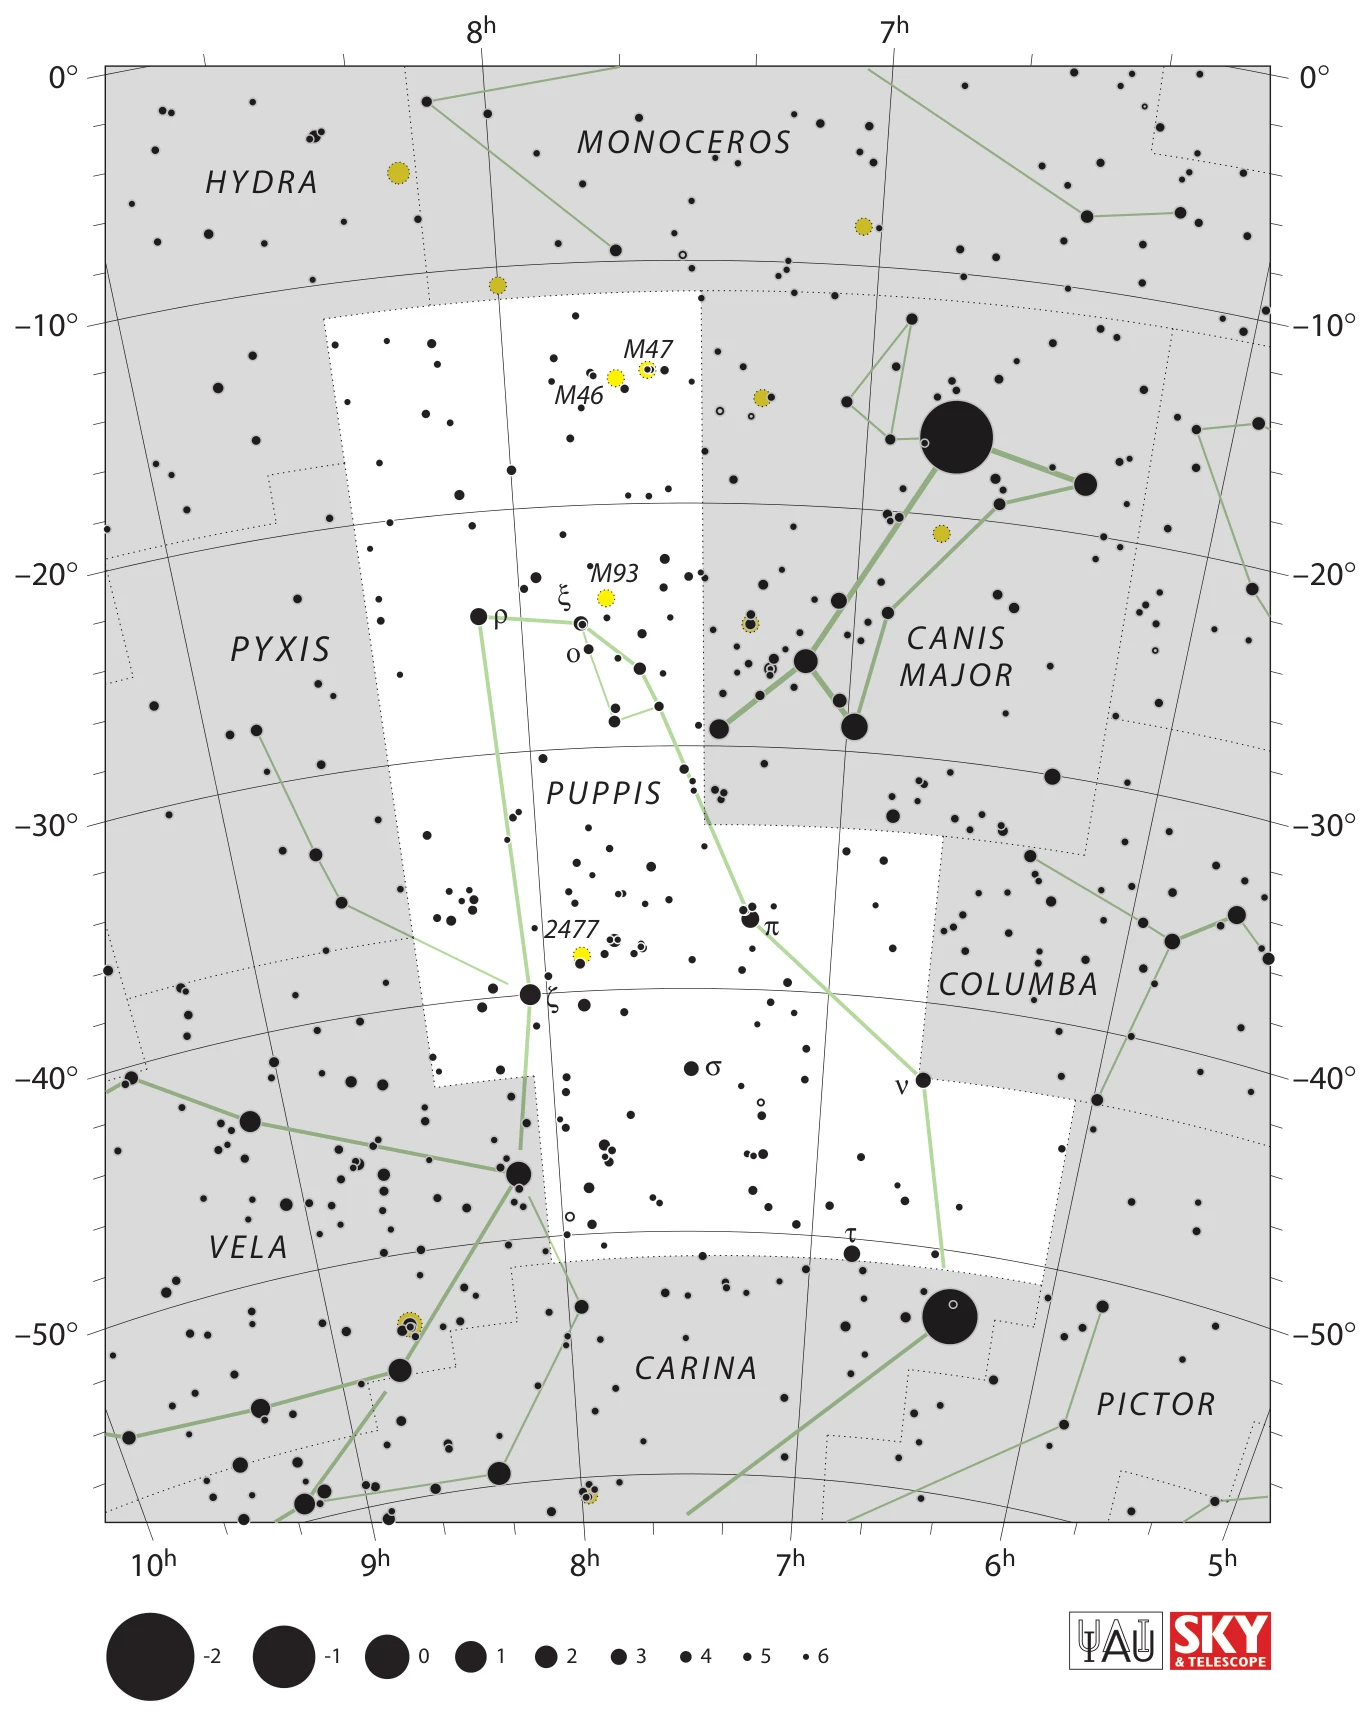 8h 7h
0° 0°
MONOCEROS
HYDRA
–10° –10°
M47
M46
–20° –20°
M93
ξ
ρ
ο
PYXIS
CANIS
MAJOR
PUPPIS
–30° –30°
π
2477
COLUMBA
ζ
σ
–40° –40°
ν
τ
VELA
–50° –50°
CARINA
PICTOR
10h 9h 8h 7h 6h 5h
-2 -1 0 1 2 3 4 5 6
IAU
SKY
& TELESCOPE